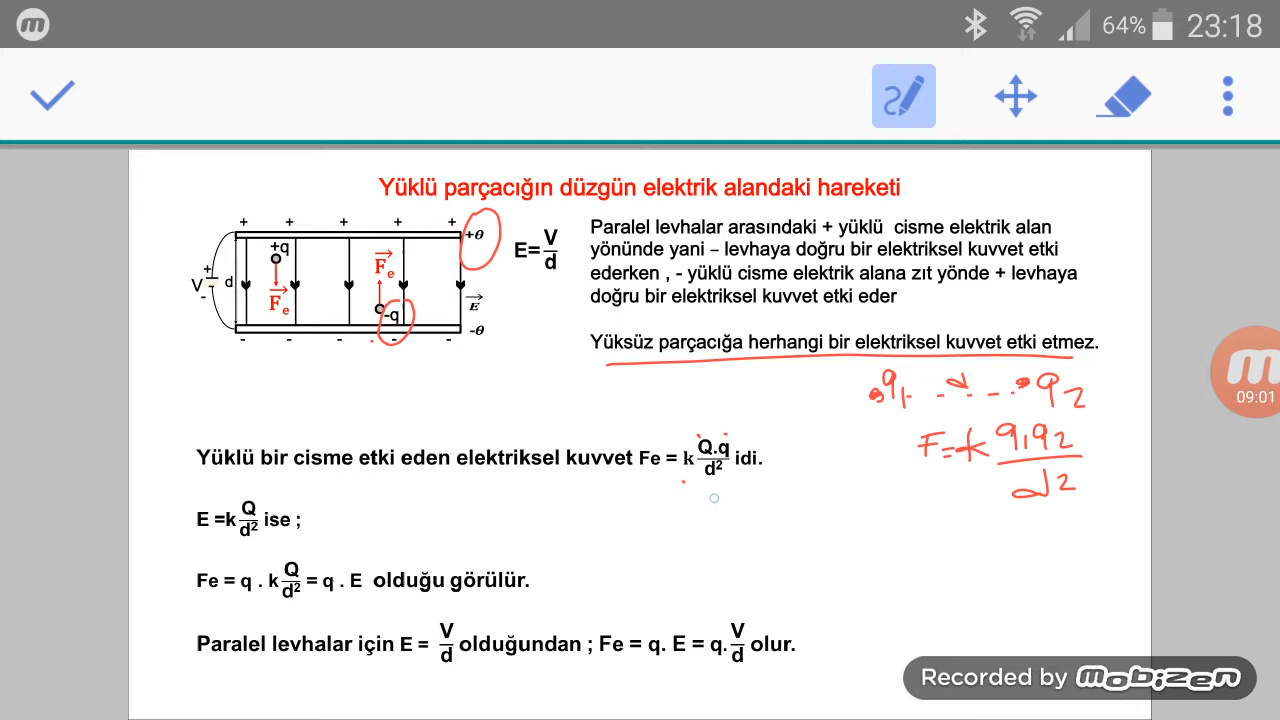 64% 23:18
Yüklü parçacığın düzgün elektrik alandaki hareketi
+ + + + +
+θ
+q
Fe
Fe
V + -
d
-q
E
-θ
- - - - -
E=V/d
Paralel levhalar arasındaki + yüklü cisme elektrik alan
yönünde yani – levhaya doğru bir elektriksel kuvvet etki
ederken , - yüklü cisme elektrik alana zıt yönde + levhaya
doğru bir elektriksel kuvvet etki eder
Yüksüz parçacığa herhangi bir elektriksel kuvvet etki etmez.
q1 d q2
F=k q1q2/d2
09:01
Yüklü bir cisme etki eden elektriksel kuvvet Fe = k Q.q/d² idi.
E =k Q/d² ise ;
Fe = q . k Q/d² = q . E olduğu görülür.
Paralel levhalar için E = V/d olduğundan ; Fe = q. E = q. V/d olur.
Recorded by mobizen